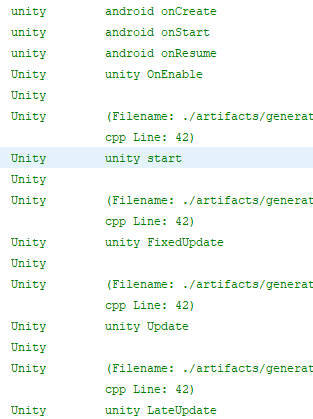 unity android onCreate
unity android onStart
unity android onResume
Unity unity OnEnable
Unity
Unity (Filename: ./artifacts/generat
cpp Line: 42)
Unity unity start
Unity
Unity (Filename: ./artifacts/generat
cpp Line: 42)
Unity unity FixedUpdate
Unity
Unity (Filename: ./artifacts/generat
cpp Line: 42)
Unity unity Update
Unity
Unity (Filename: ./artifacts/generat
cpp Line: 42)
Unity unity LateUpdate